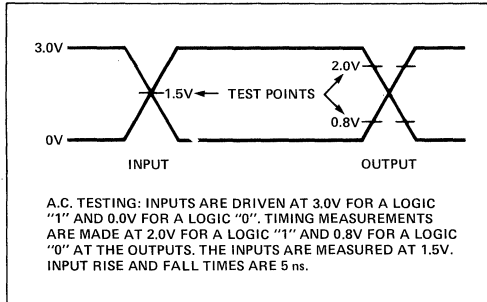 3.0V
2.0V
1.5V TEST POINTS
0.8V
0V
INPUT OUTPUT
A.C. TESTING: INPUTS ARE DRIVEN AT 3.0V FOR A LOGIC
"1" AND 0.0V FOR A LOGIC "0". TIMING MEASUREMENTS
ARE MADE AT 2.0V FOR A LOGIC "1" AND 0.8V FOR A LOGIC
"0" AT THE OUTPUTS. THE INPUTS ARE MEASURED AT 1.5V.
INPUT RISE AND FALL TIMES ARE 5 ns.